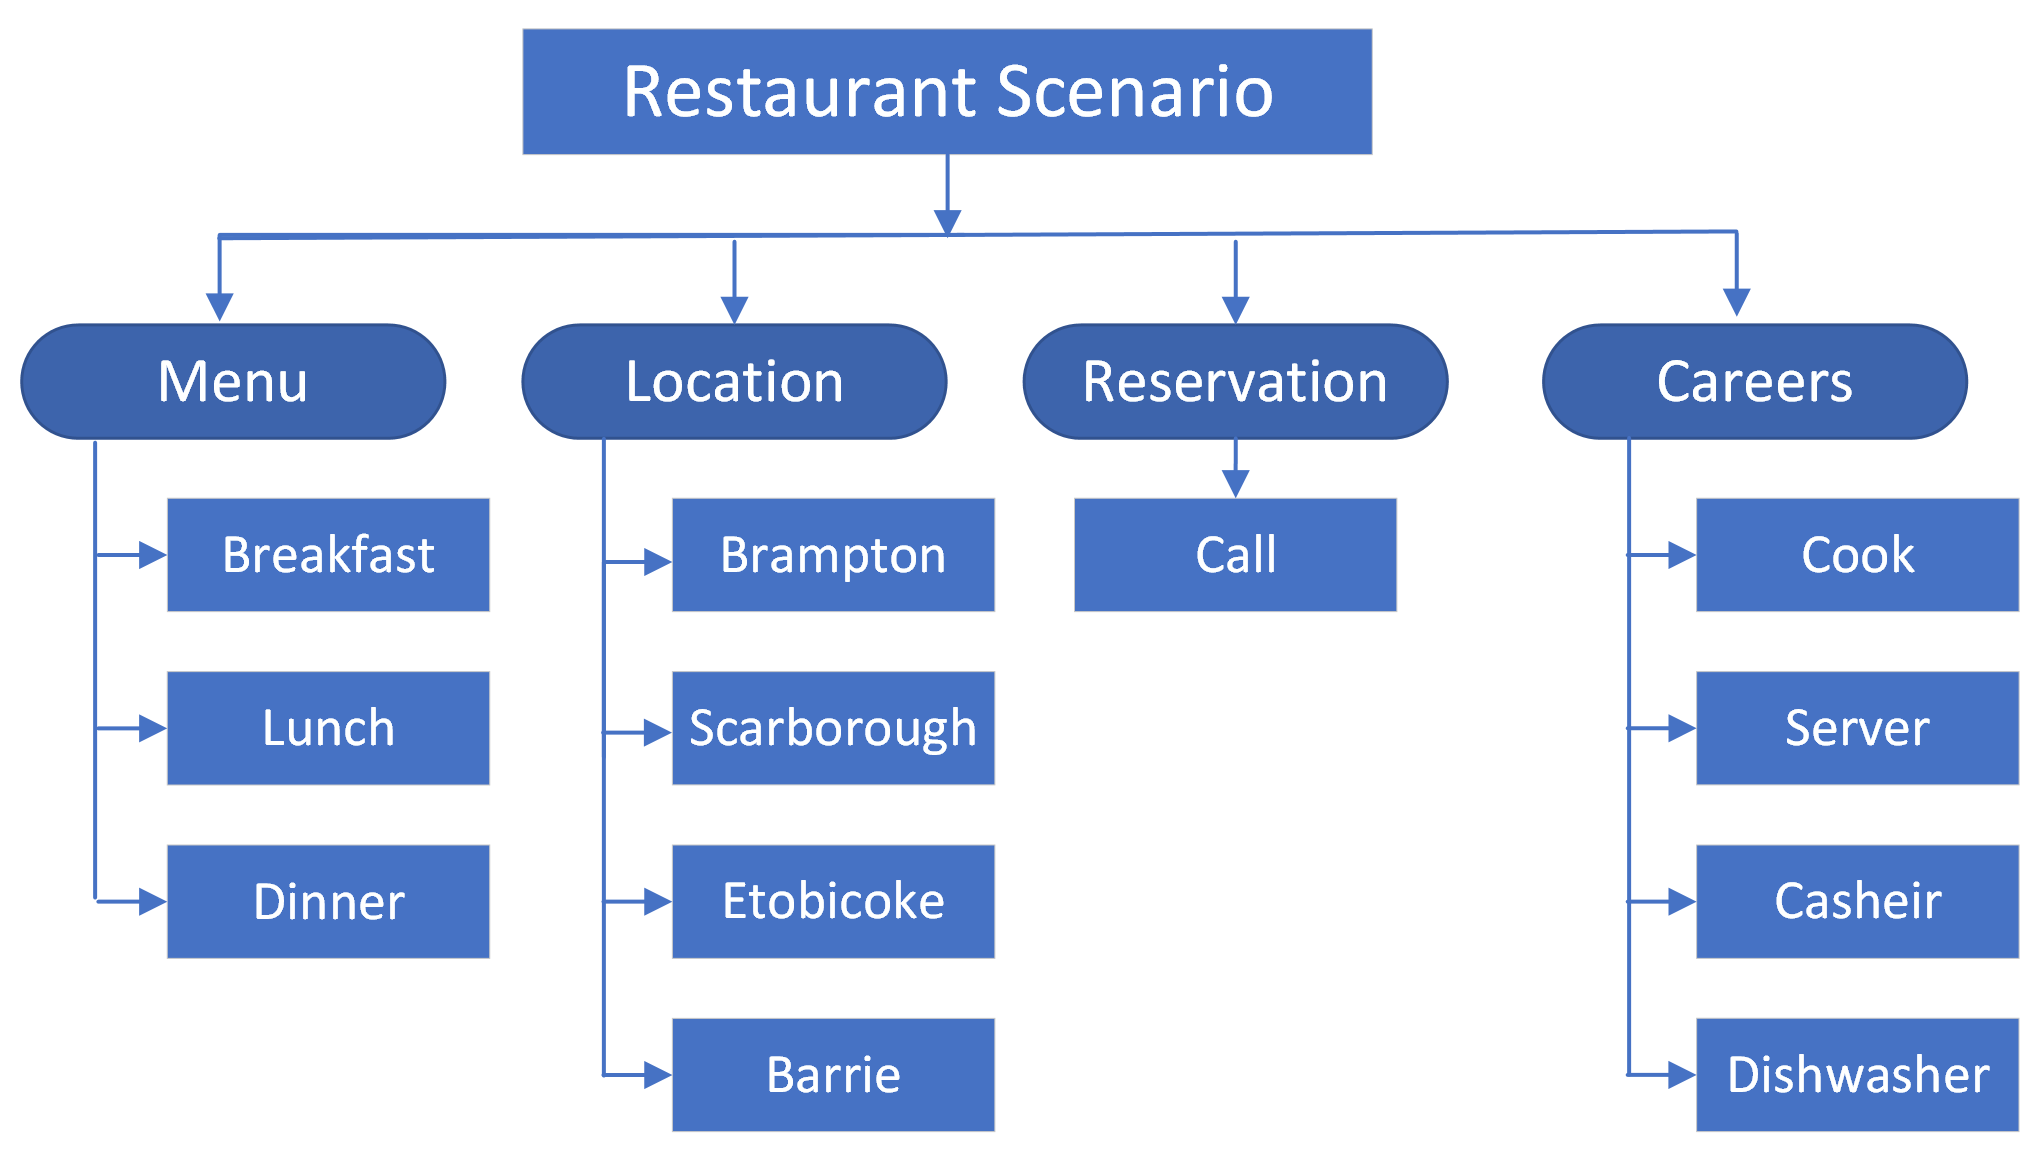 Restaurant Scenario
Menu
Location
Reservation
Careers
Breakfast
Brampton
Call
Cook
Lunch
Scarborough
Server
Dinner
Etobicoke
Casheir
Barrie
Dishwasher